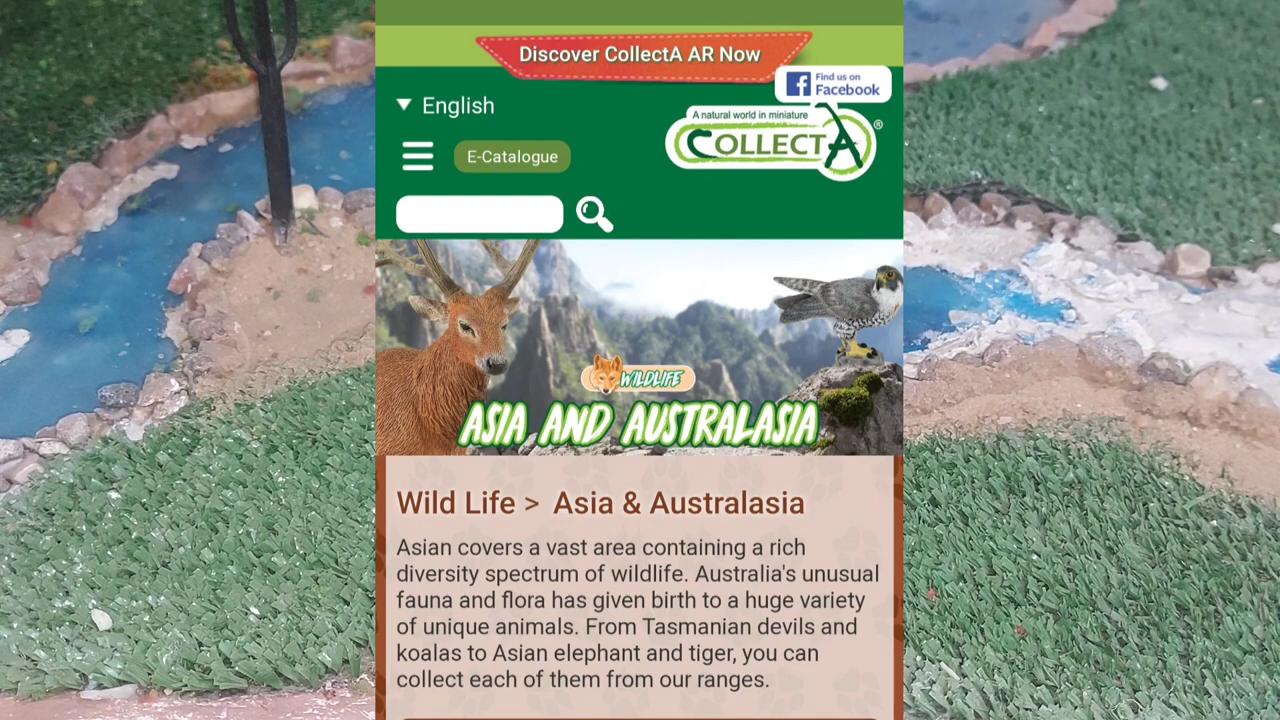 Discover CollectA AR Now
Find us on
Facebook
English
A natural world in miniature
COLLECTA®
E-Catalogue
WILDLIFE
ASIA AND AUSTRALASIA
Wild Life > Asia & Australasia
Asian covers a vast area containing a rich
diversity spectrum of wildlife. Australia's unusual
fauna and flora has given birth to a huge variety
of unique animals. From Tasmanian devils and
koalas to Asian elephant and tiger, you can
collect each of them from our ranges.